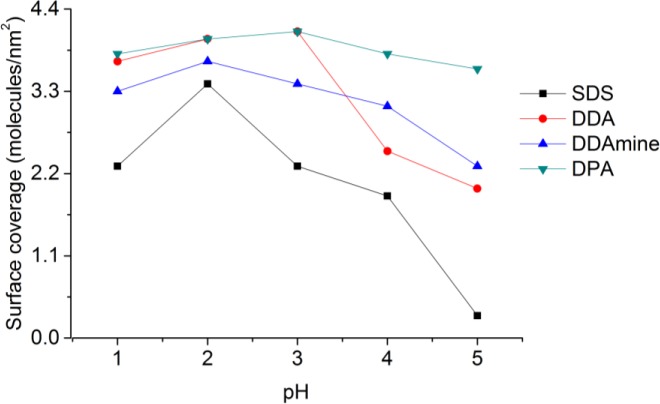 Surface coverage (molecules/nm²)
4.4
3.3
2.2
1.1
0.0
1 2 3 4 5
pH
SDS
DDA
DDAmine
DPA